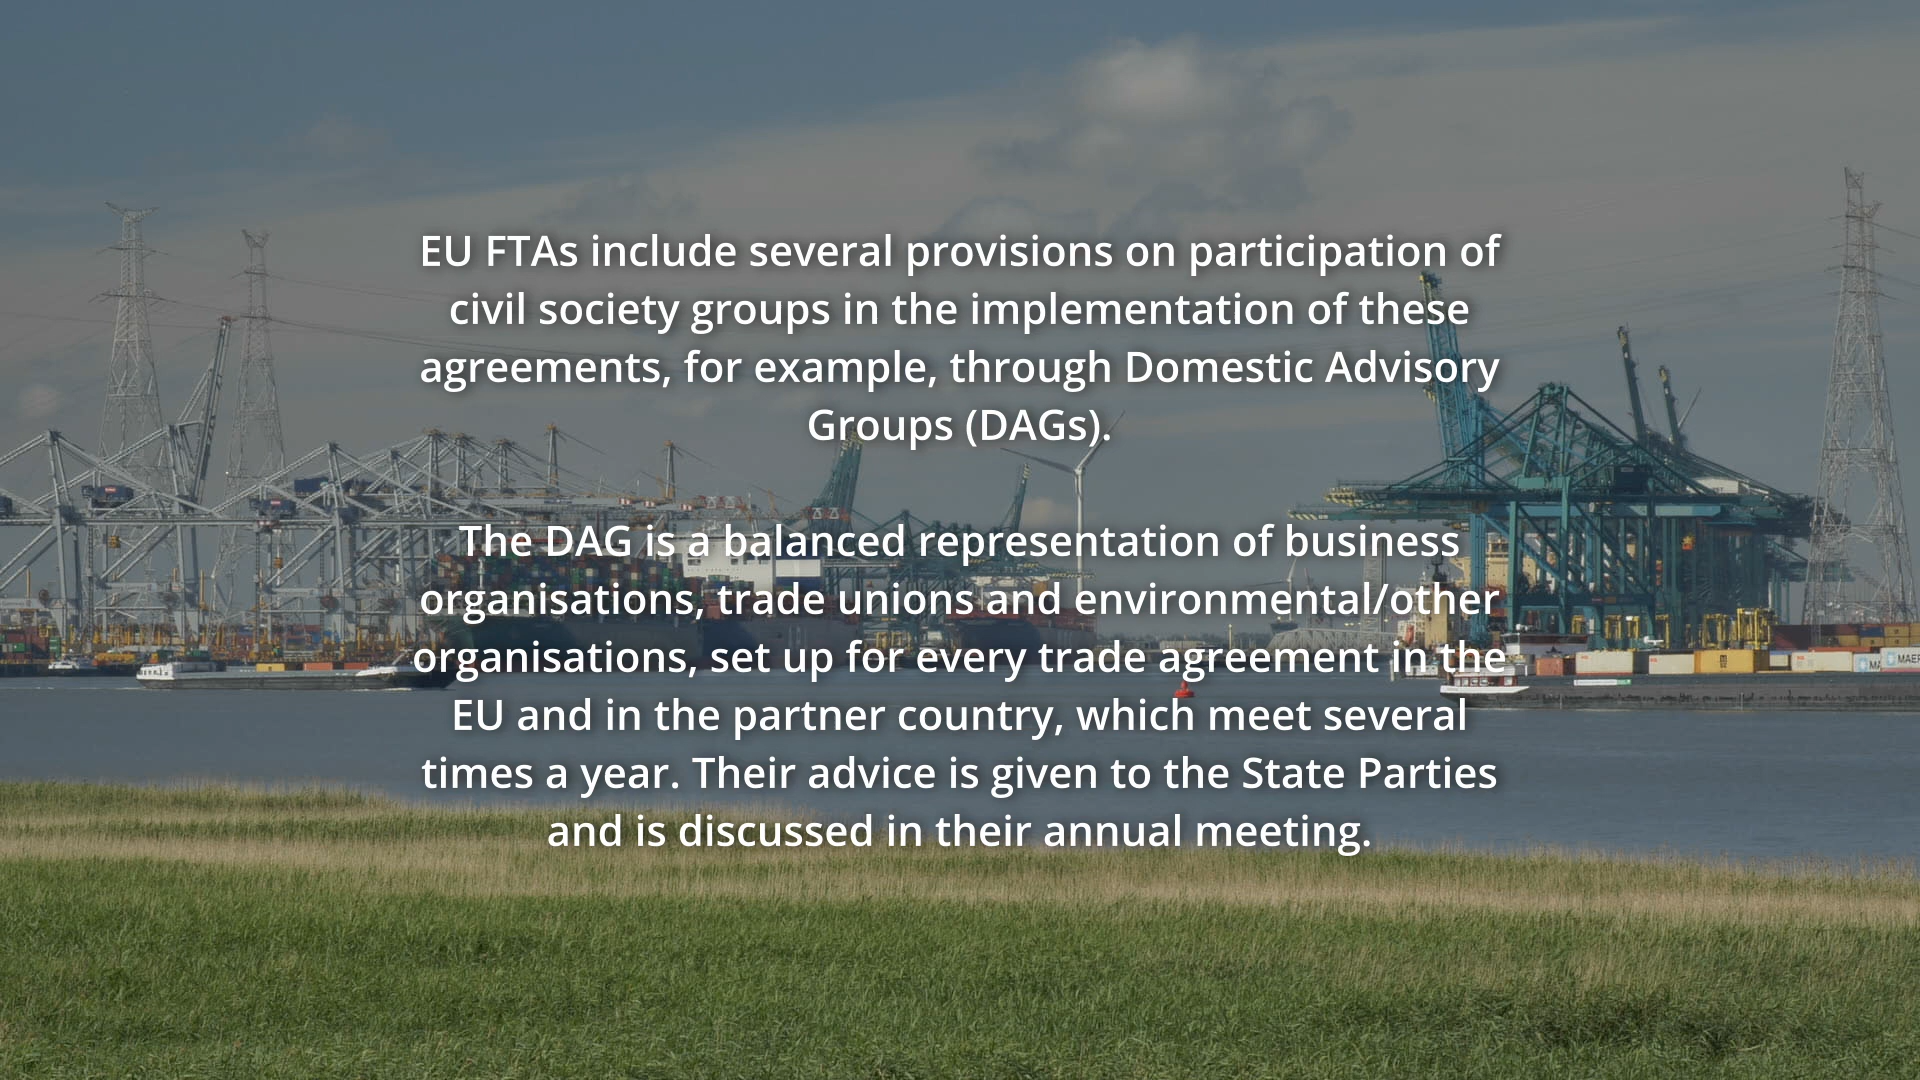 EU FTAs include several provisions on participation of
civil society groups in the implementation of these
agreements, for example, through Domestic Advisory
Groups (DAGs).
The DAG is a balanced representation of business
organisations, trade unions and environmental/other
organisations, set up for every trade agreement in the
EU and in the partner country, which meet several
times a year. Their advice is given to the State Parties
and is discussed in their annual meeting.